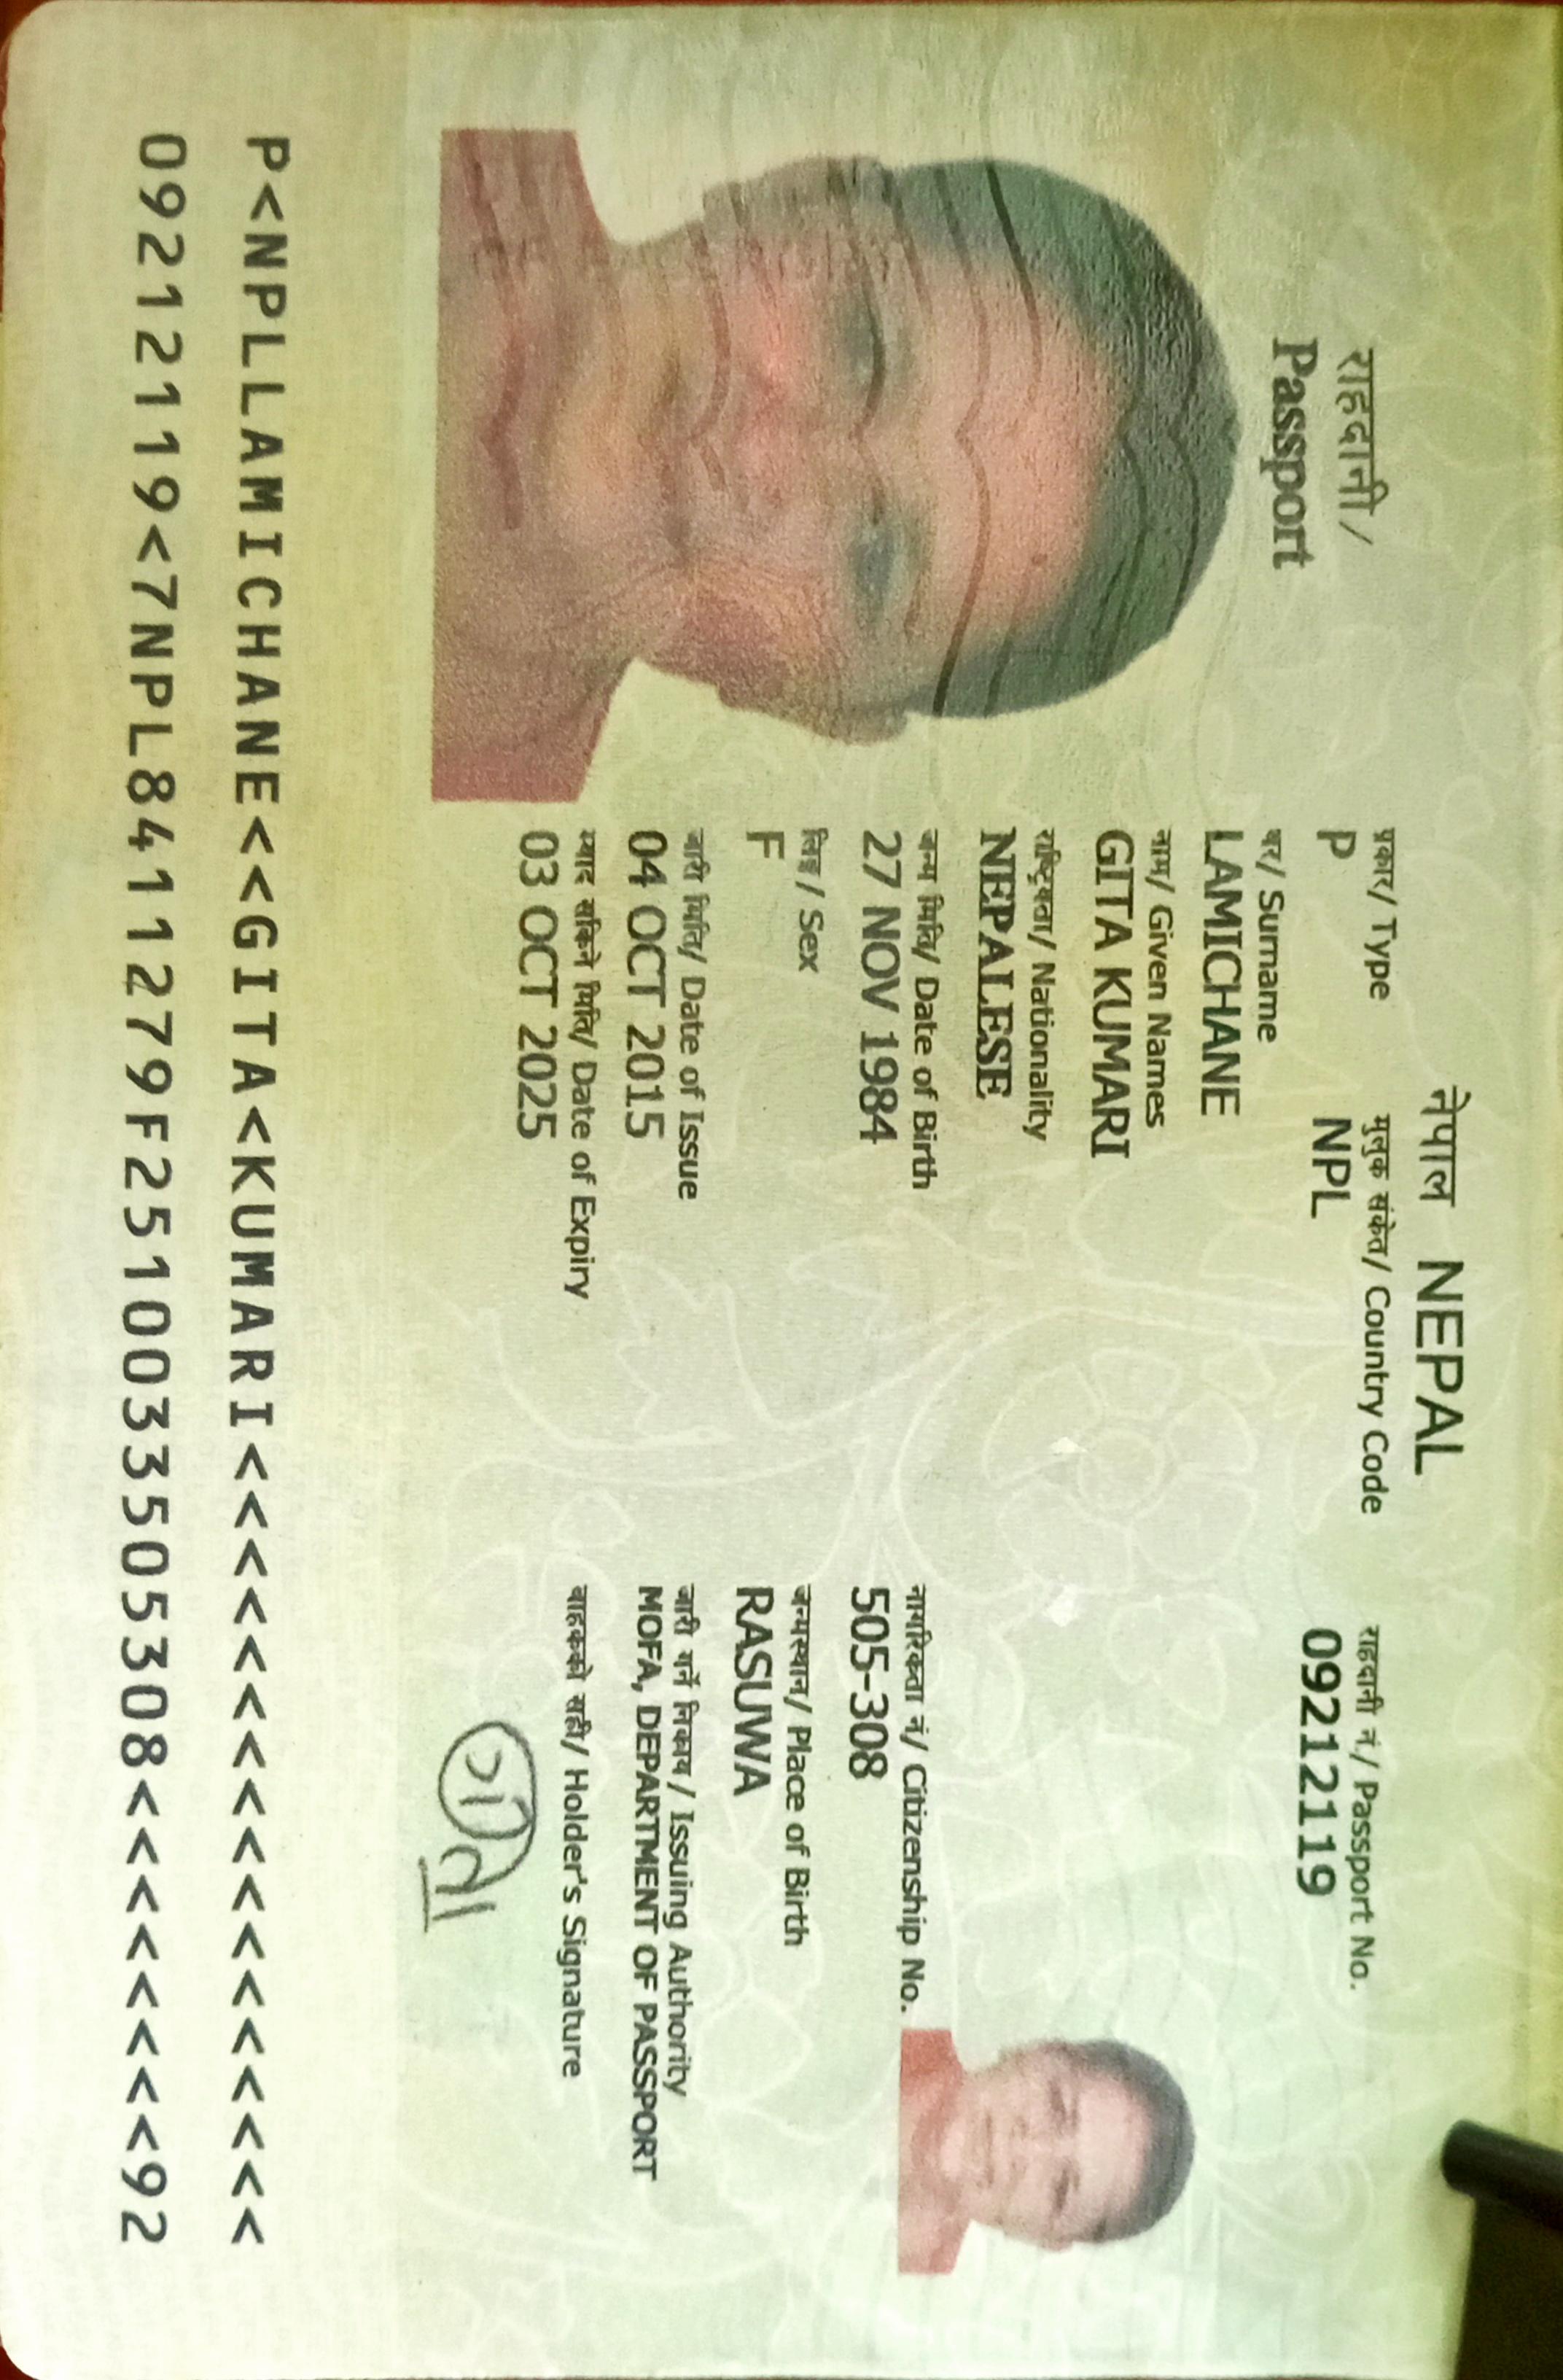 नेपाल NEPAL
राहदानी /
Passport
प्रकार/ Type
P
मुलुक संकेत/ Country Code
NPL
राहदानी नं./ Passport No.
09212119
थर/ Surname
LAMICHANE
नाम/ Given Names
GITA KUMARI
राष्ट्रियता/ Nationality
NEPALESE
जन्म मिति/ Date of Birth
27 NOV 1984
नागरिकता नं/ Citizenship No.
505-308
लिङ्ग / Sex
F
जन्मस्थान/ Place of Birth
RASUWA
जारी मिति/ Date of Issue
04 OCT 2015
जारी गर्ने निकाय / Issuing Authority
MOFA, DEPARTMENT OF PASSPORT
म्याद सकिने मिति/ Date of Expiry
03 OCT 2025
वाहकको सही/ Holder's Signature
गीता
P<NPLLAMICHANE<<GITA<KUMARI<<<<<<<<<<<<<<<<<
09212119<7NPL8411279F2510033505308<<<<<<<<92